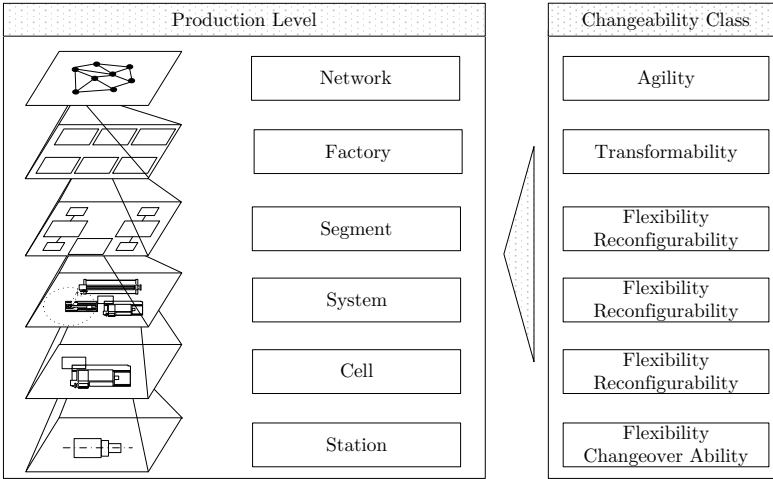 Production Level
Changeability Class
Network
Agility
Factory
Transformability
Segment
Flexibility
Reconfigurability
System
Flexibility
Reconfigurability
Cell
Flexibility
Reconfigurability
Station
Flexibility
Changeover Ability